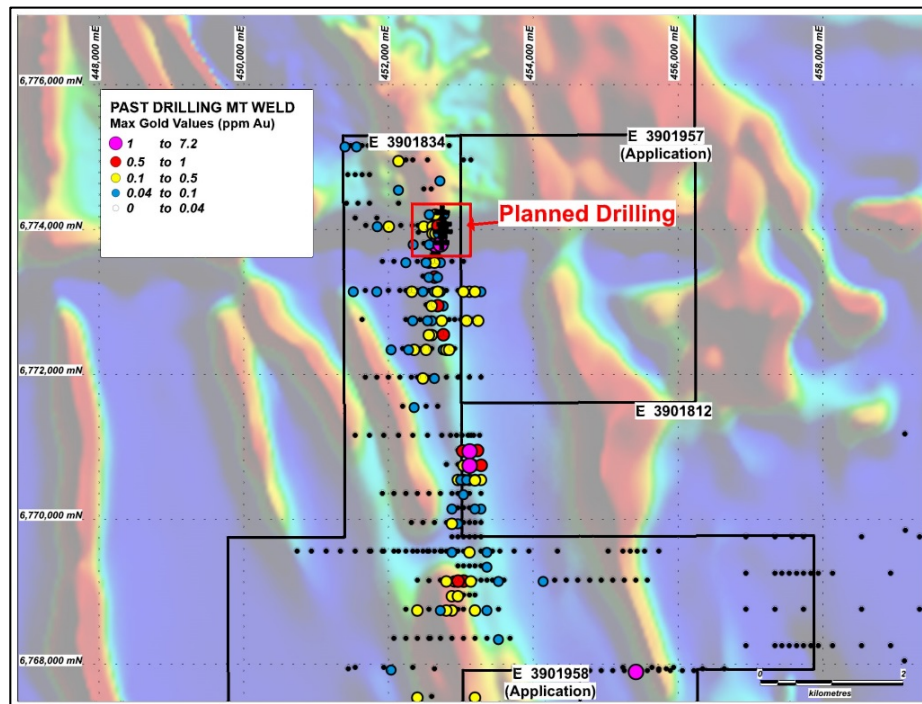 448,000 mE
450,000 mE
452,000 mE
454,000 mE
456,000 mE
458,000 mE
6,776,000 mN
PAST DRILLING MT WELD
Max Gold Values (ppm Au)
1 to 7.2
0.5 to 1
0.1 to 0.5
0.04 to 0.1
0 to 0.04
E 3901834
E 3901957
(Application)
Planned Drilling
6,774,000 mN
6,772,000 mN
E 3901812
6,770,000 mN
6,768,000 mN
E 3901958
(Application)
0 2
kilometres